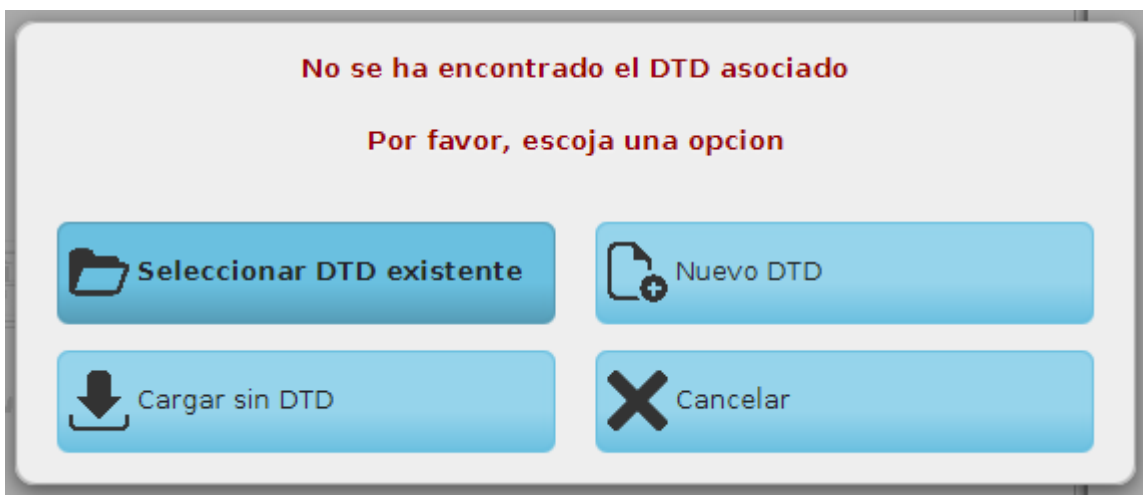 No se ha encontrado el DTD asociado
Por favor, escoja una opcion
Seleccionar DTD existente
Nuevo DTD
Cargar sin DTD
Cancelar